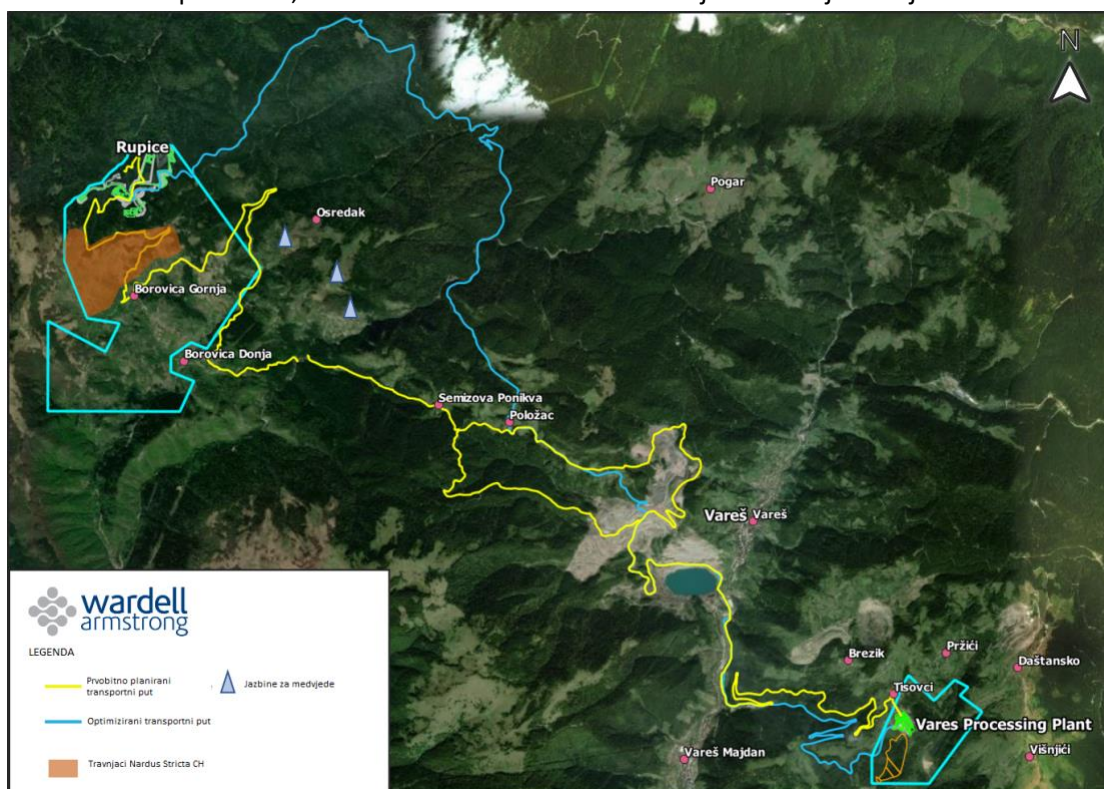 N
Rupice
Pogar
Osredak
Borovica Gornja
Borovica Donja
Semizova Ponikva
Položac
Vareš
Vareš
Brezik
Pržići
Daštansko
Tisovci
Vares Processing Plant
Vareš Majdan
Višnjići
wardell
armstrong
LEGENDA
Prvobitno planirani
transportni put
Jazbine za medvjede
Optimizirani transportni put
Travnjaci Nardus Stricta CH